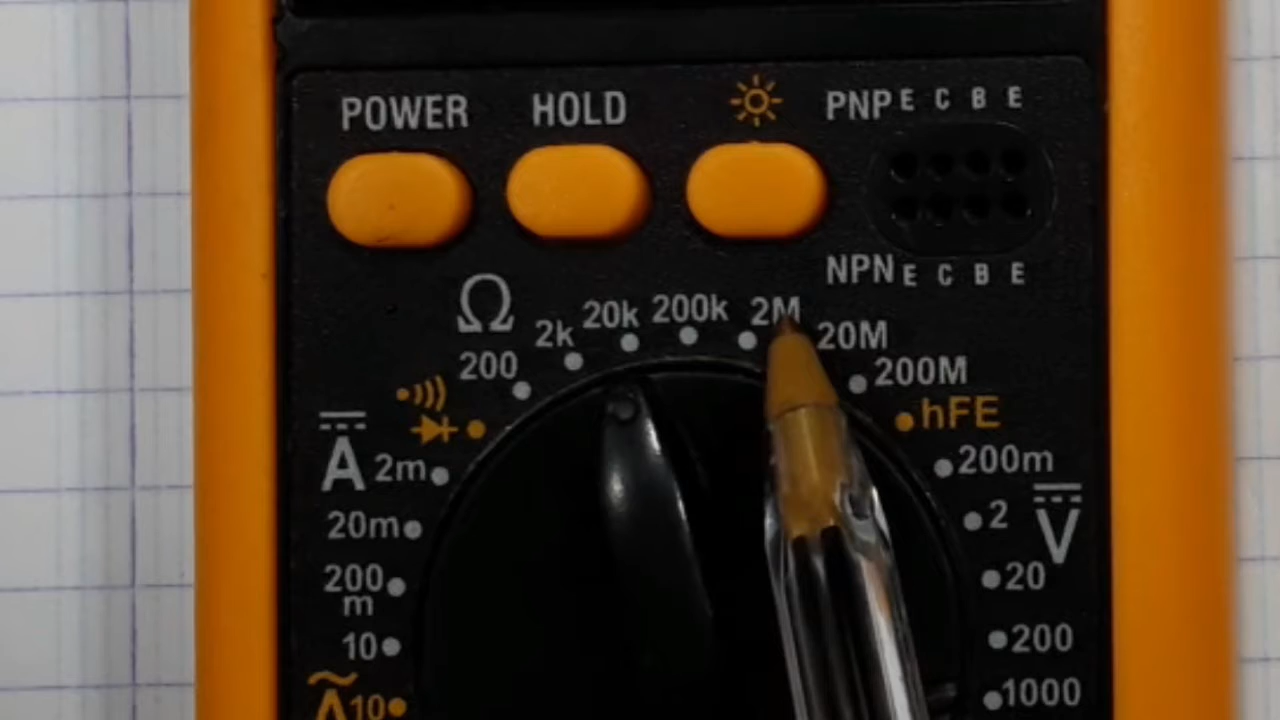 POWER HOLD PNP E C B E
NPN E C B E
Ω 200 2k 20k 200k 2M 20M 200M
hFE
A 2m
20m
200
m
10
A 10
200m
2 V
20
200
1000